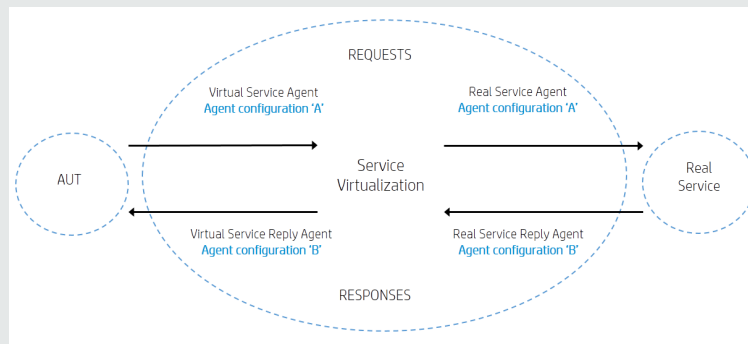 REQUESTS
Virtual Service Agent
Agent configuration 'A'
Real Service Agent
Agent configuration 'A'
AUT
Service
Virtualization
Real
Service
Virtual Service Reply Agent
Agent configuration 'B'
Real Service Reply Agent
Agent configuration 'B'
RESPONSES